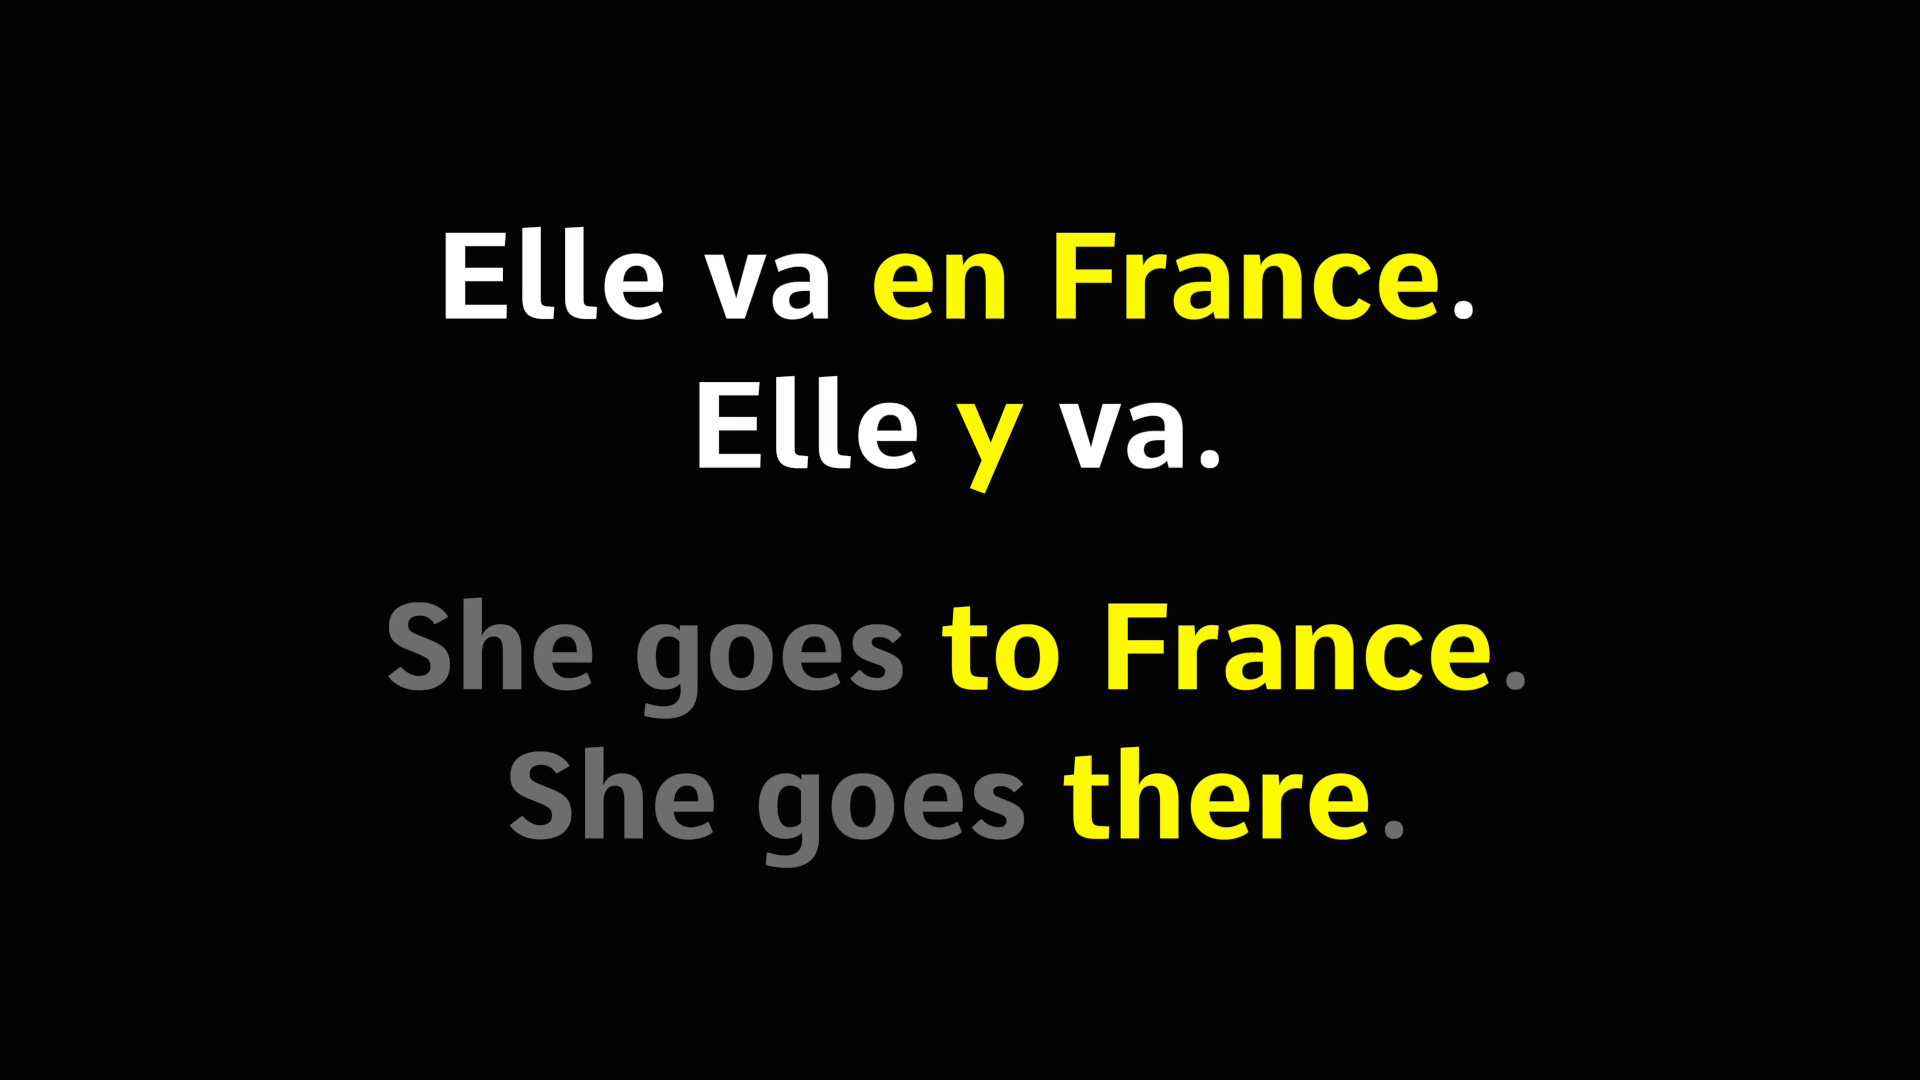 Elle va en France.
Elle y va.
She goes to France.
She goes there.